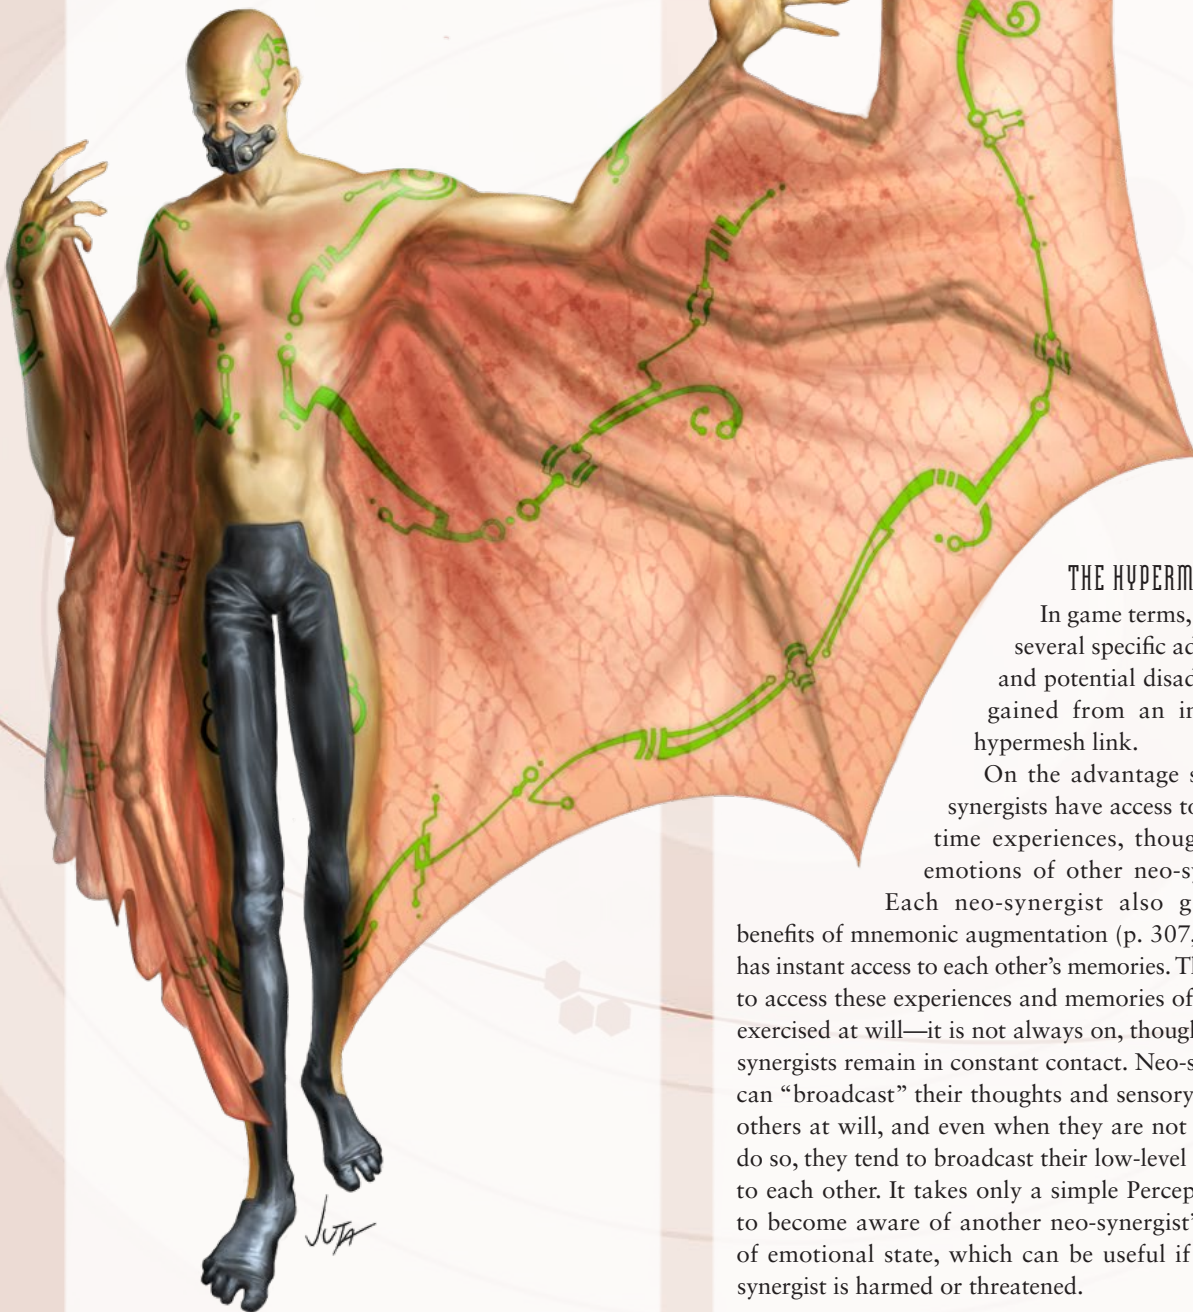 THE HYPERM
In game terms,
several specific ad
and potential disad
gained from an in
hypermesh link.
On the advantage s
synergists have access to
time experiences, thoug
emotions of other neo-sy
Each neo-synergist also g
benefits of mnemonic augmentation (p. 307,
has instant access to each other’s memories. Th
to access these experiences and memories of
exercised at will—it is not always on, though
synergists remain in constant contact. Neo-s
can “broadcast” their thoughts and sensory
others at will, and even when they are not
do so, they tend to broadcast their low-level
to each other. It takes only a simple Percep
to become aware of another neo-synergist’
of emotional state, which can be useful if
synergist is harmed or threatened.
JUTA